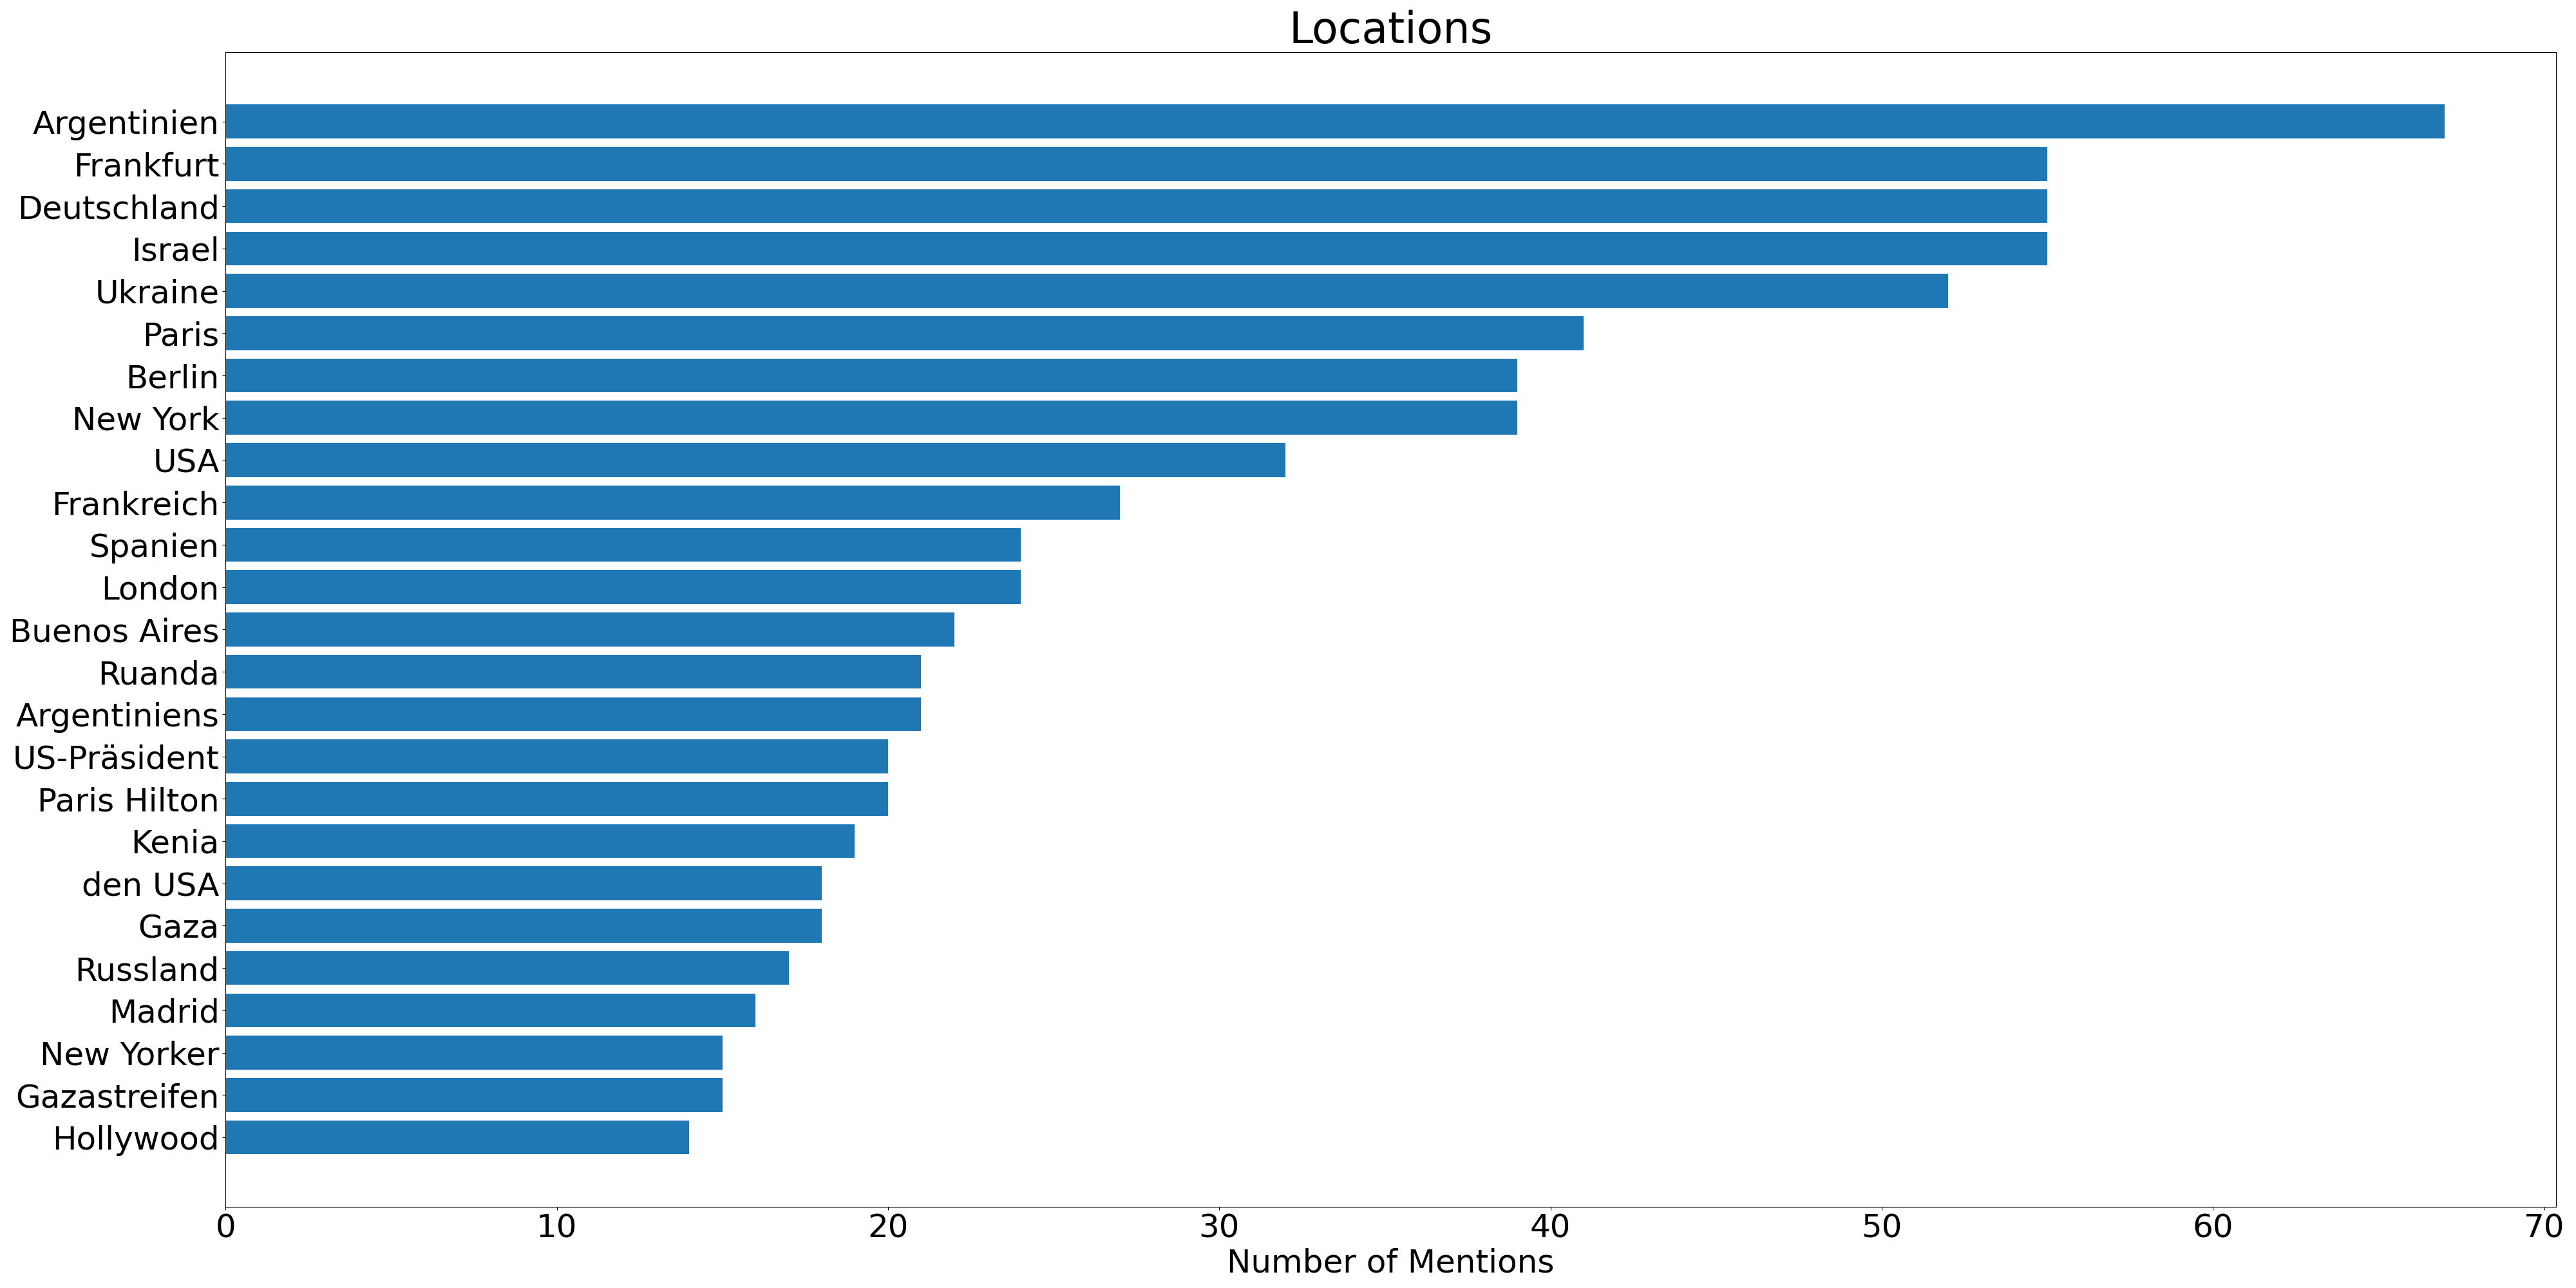 Locations
Argentinien
Frankfurt
Deutschland
Israel
Ukraine
Paris
Berlin
New York
USA
Frankreich
Spanien
London
Buenos Aires
Ruanda
Argentiniens
US-Präsident
Paris Hilton
Kenia
den USA
Gaza
Russland
Madrid
New Yorker
Gazastreifen
Hollywood
0 10 20 30 40 50 60 70
Number of Mentions